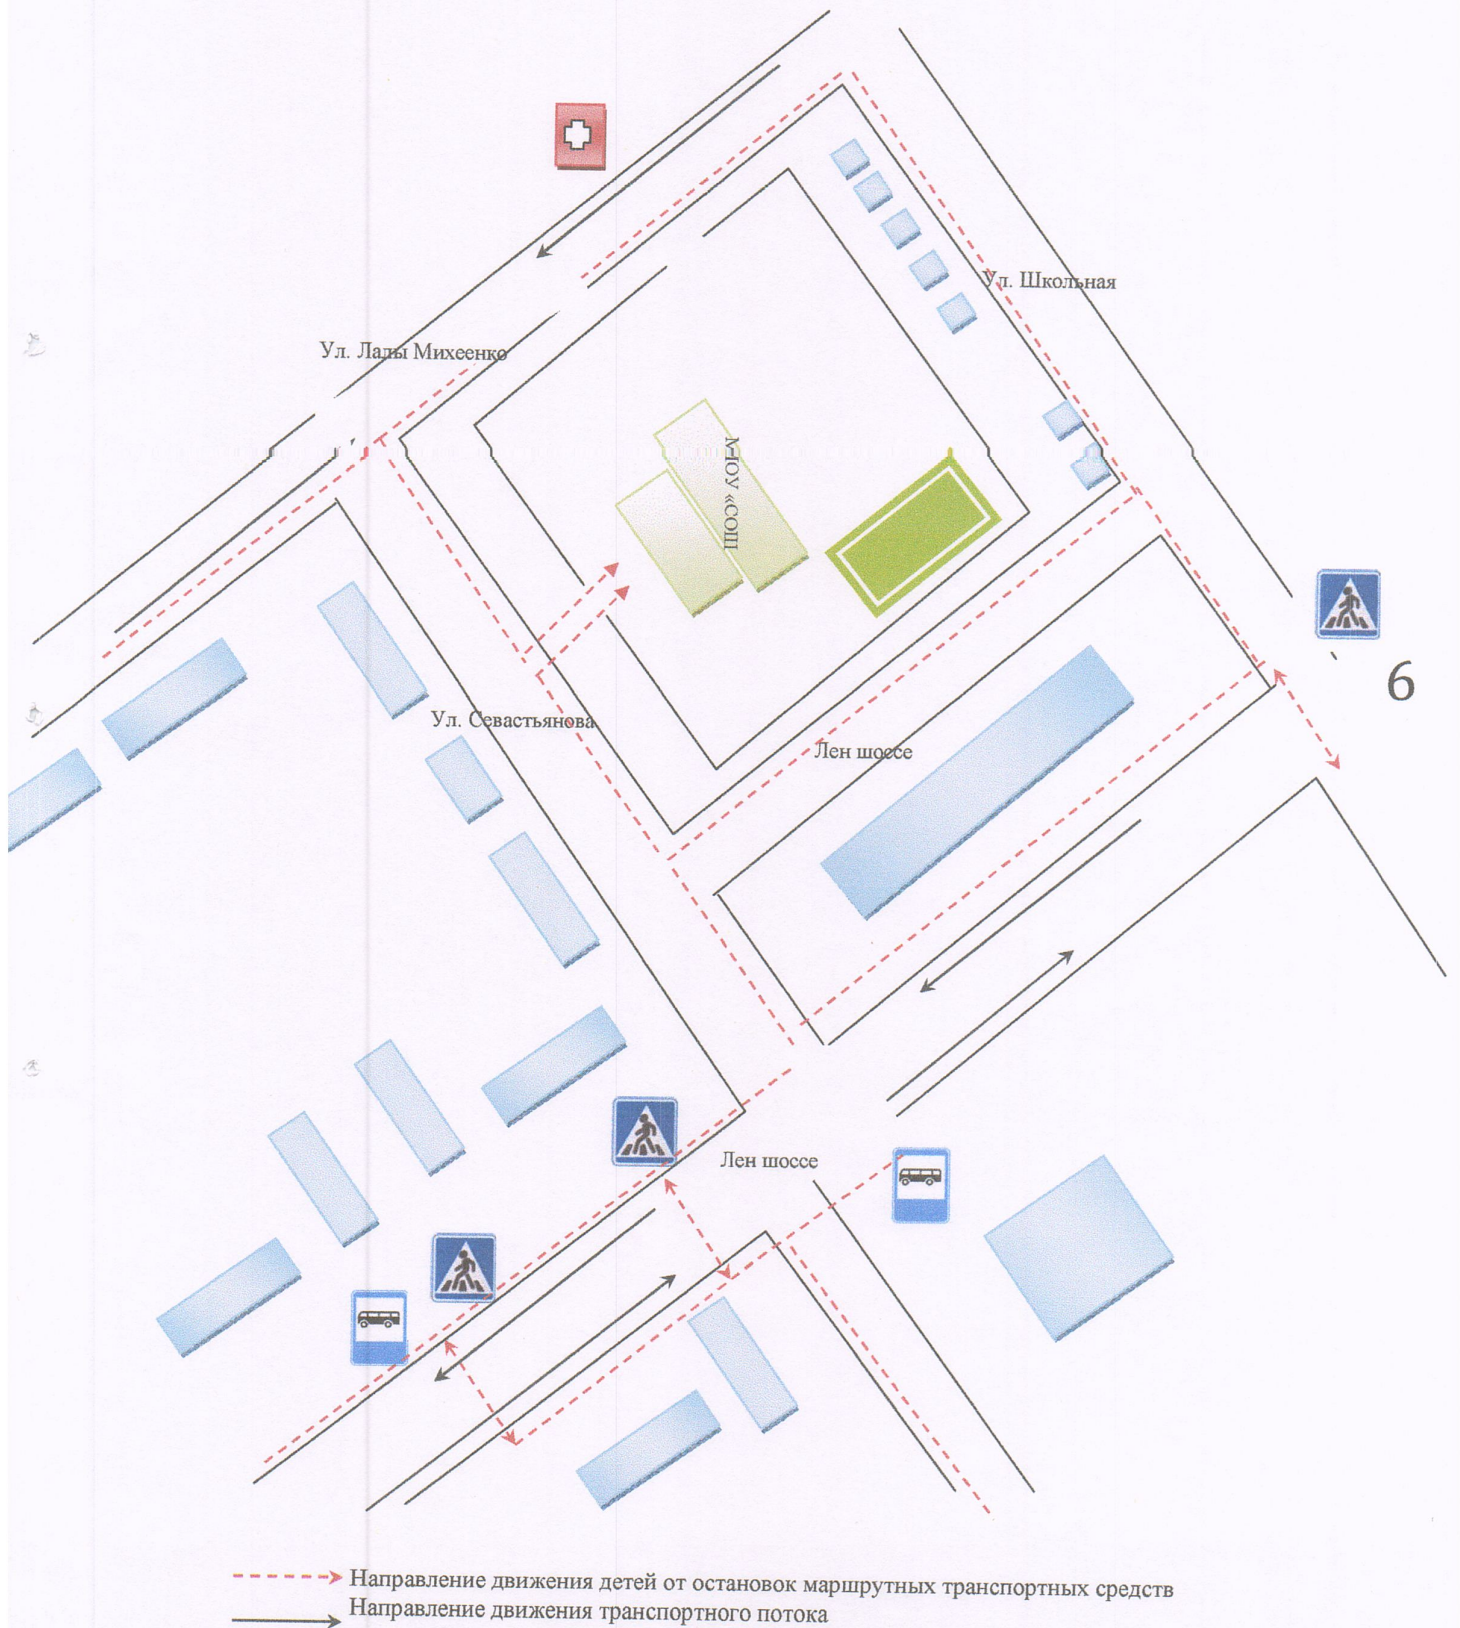 Ул. Школьная
Ул. Лады Михеенко
МОУ «СОШ
6
Ул. Севастьянова
Лен шоссе
Лен шоссе
Направление движения детей от остановок маршрутных транспортных средств
Направление движения транспортного потока